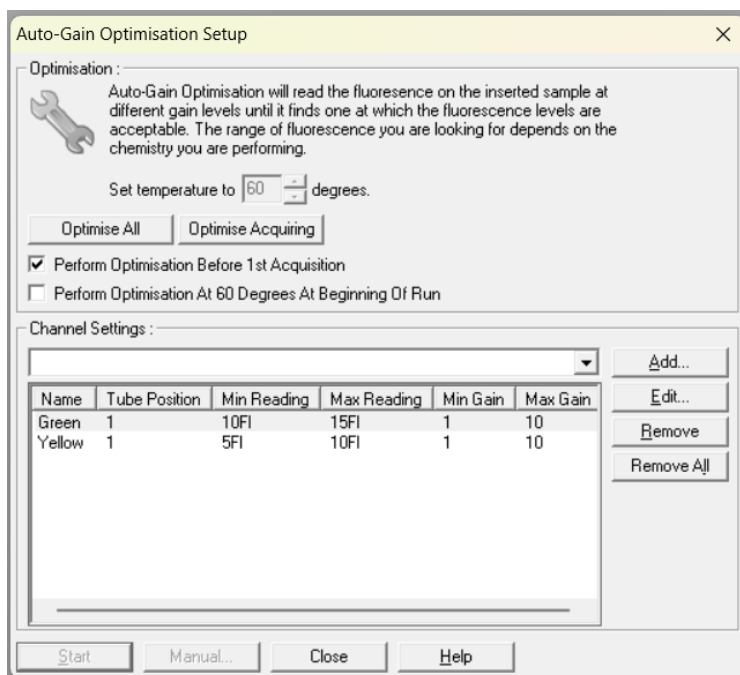 Auto-Gain Optimisation Setup
Optimisation :
Auto-Gain Optimisation will read the fluoresence on the inserted sample at
different gain levels until it finds one at which the fluorescence levels are
acceptable. The range of fluorescence you are looking for depends on the
chemistry you are performing.
Set temperature to 60 degrees.
Optimise All Optimise Acquiring
Perform Optimisation Before 1st Acquisition
Perform Optimisation At 60 Degrees At Beginning Of Run
Channel Settings :
Add...
Name Tube Position Min Reading Max Reading Min Gain Max Gain Edit...
Green 1 10Fl 15Fl 1 10
Remove
Yellow 1 5Fl 10Fl 1 10
Remove All
Start Manual... Close Help